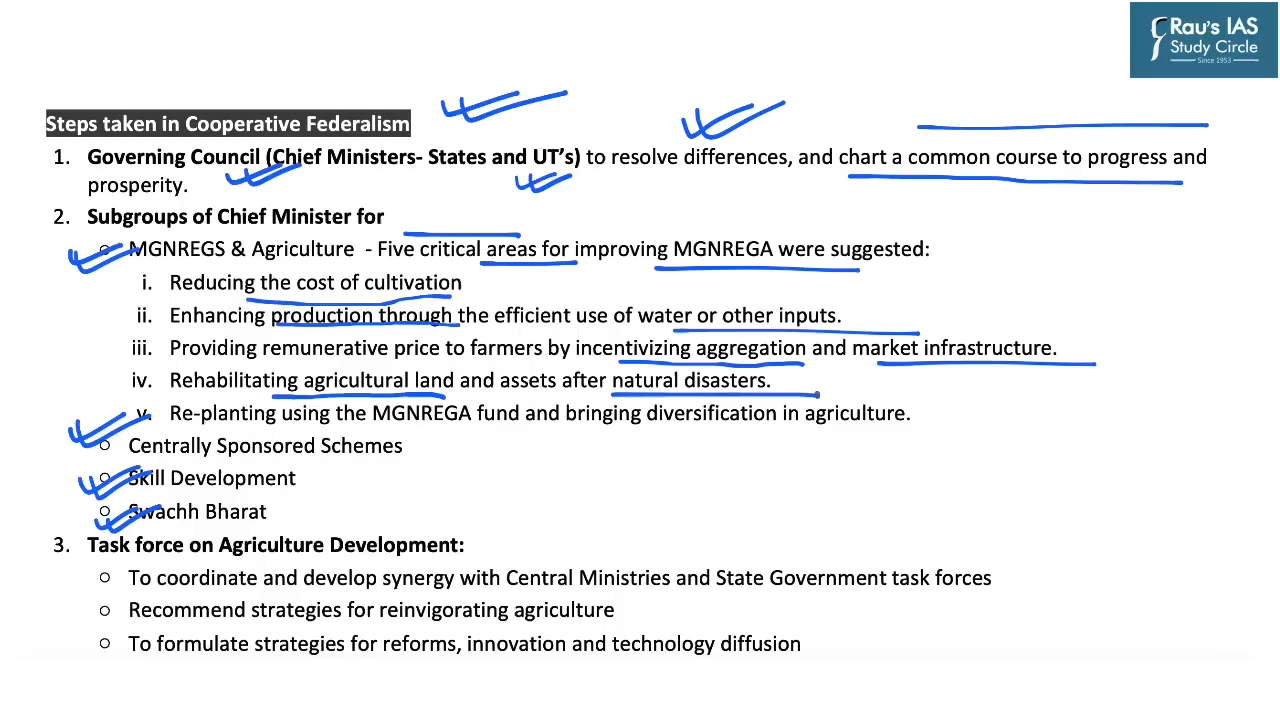 Rau's IAS
Study Circle
Since 1953
Steps taken in Cooperative Federalism
1. Governing Council (Chief Ministers- States and UT's) to resolve differences, and chart a common course to progress and
prosperity.
2. Subgroups of Chief Minister for
○ MGNREGS & Agriculture - Five critical areas for improving MGNREGA were suggested:
i. Reducing the cost of cultivation
ii. Enhancing production through the efficient use of water or other inputs.
iii. Providing remunerative price to farmers by incentivizing aggregation and market infrastructure.
iv. Rehabilitating agricultural land and assets after natural disasters.
v. Re-planting using the MGNREGA fund and bringing diversification in agriculture.
○ Centrally Sponsored Schemes
○ Skill Development
○ Swachh Bharat
3. Task force on Agriculture Development:
○ To coordinate and develop synergy with Central Ministries and State Government task forces
○ Recommend strategies for reinvigorating agriculture
○ To formulate strategies for reforms, innovation and technology diffusion